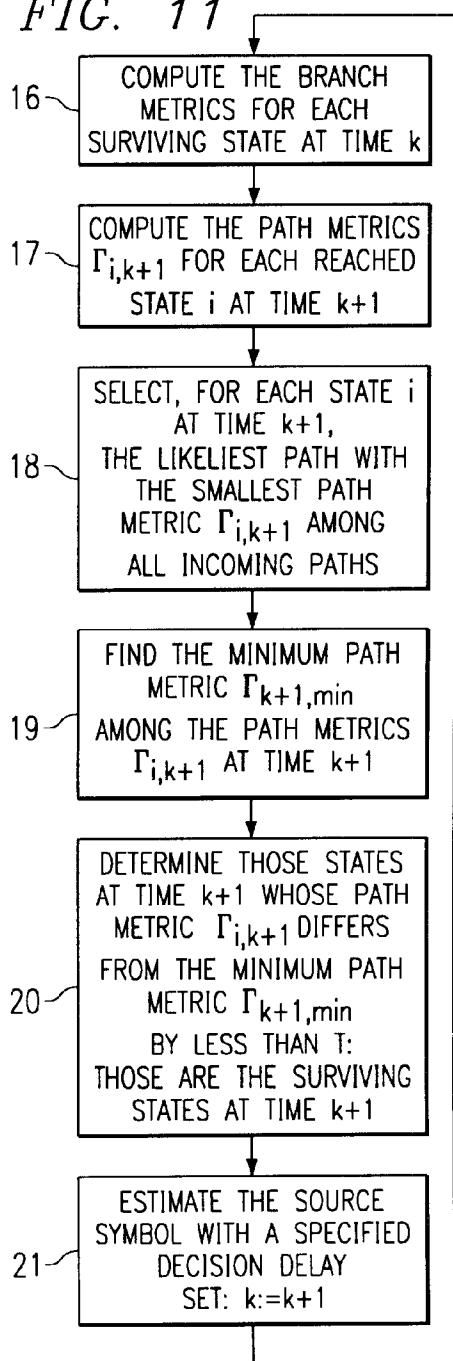 FIG. 11
16
COMPUTE THE BRANCH
METRICS FOR EACH
SURVIVING STATE AT TIME k
17
COMPUTE THE PATH METRICS
Γi,k+1 FOR EACH REACHED
STATE i AT TIME k+1
18
SELECT, FOR EACH STATE i
AT TIME k+1,
THE LIKELIEST PATH WITH
THE SMALLEST PATH
METRIC Γi,k+1 AMONG
ALL INCOMING PATHS
19
FIND THE MINIMUM PATH
METRIC Γk+1,min
AMONG THE PATH METRICS
Γi,k+1 AT TIME k+1
20
DETERMINE THOSE STATES
AT TIME k+1 WHOSE PATH
METRIC Γi,k+1 DIFFERS
FROM THE MINIMUM PATH
METRIC Γk+1,min
BY LESS THAN T:
THOSE ARE THE SURVIVING
STATES AT TIME k+1
21
ESTIMATE THE SOURCE
SYMBOL WITH A SPECIFIED
DECISION DELAY
SET: k:=k+1